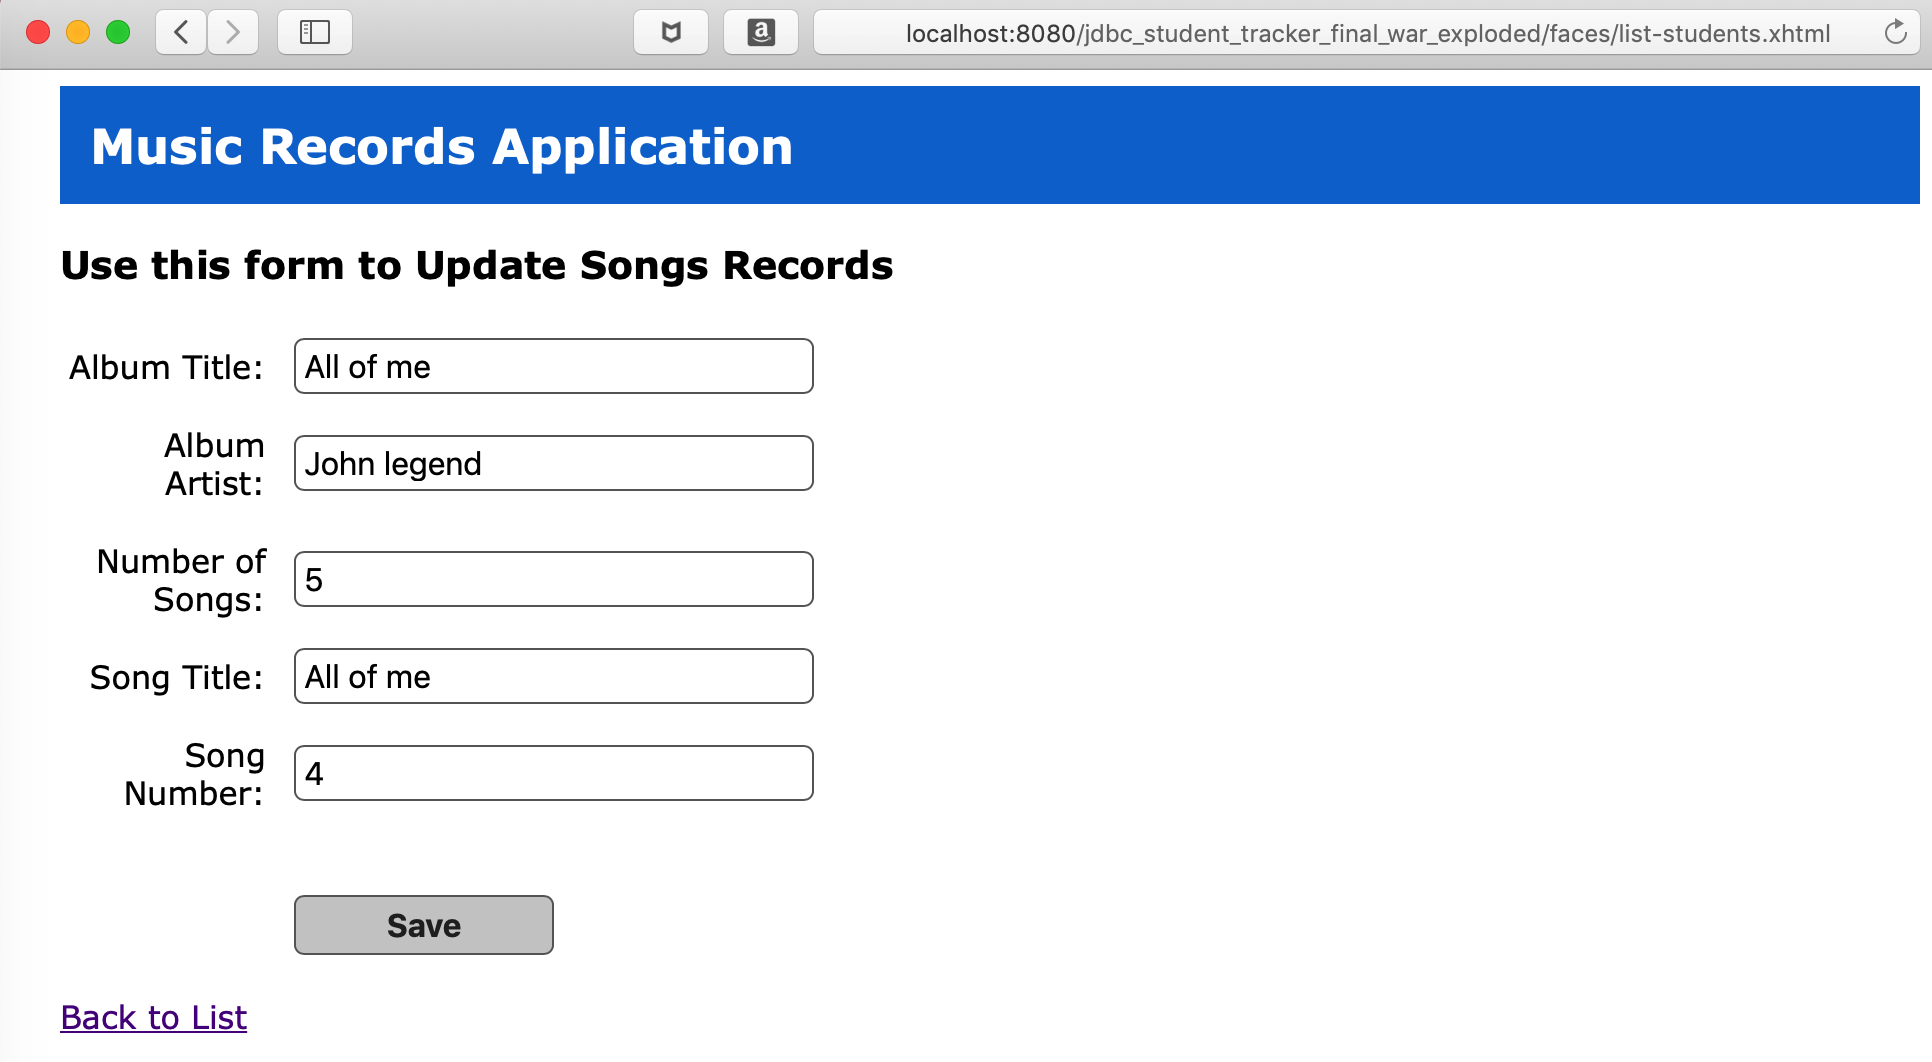 localhost:8080/jdbc_student_tracker_final_war_exploded/faces/list-students.xhtml
Music Records Application
Use this form to Update Songs Records
Album Title: All of me
Album
Artist: John legend
Number of
Songs: 5
Song Title: All of me
Song
Number: 4
Save
Back to List